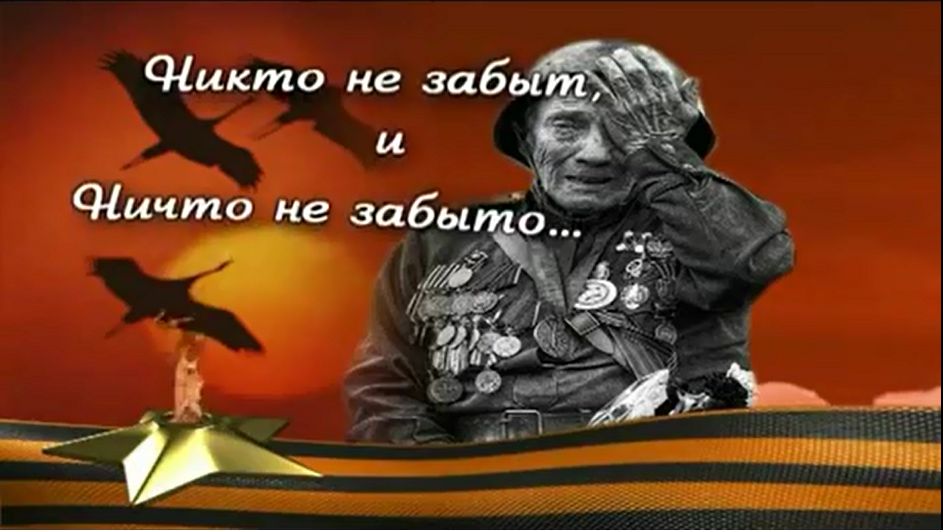 Никто не забыт,
и
Ничто не забыто...